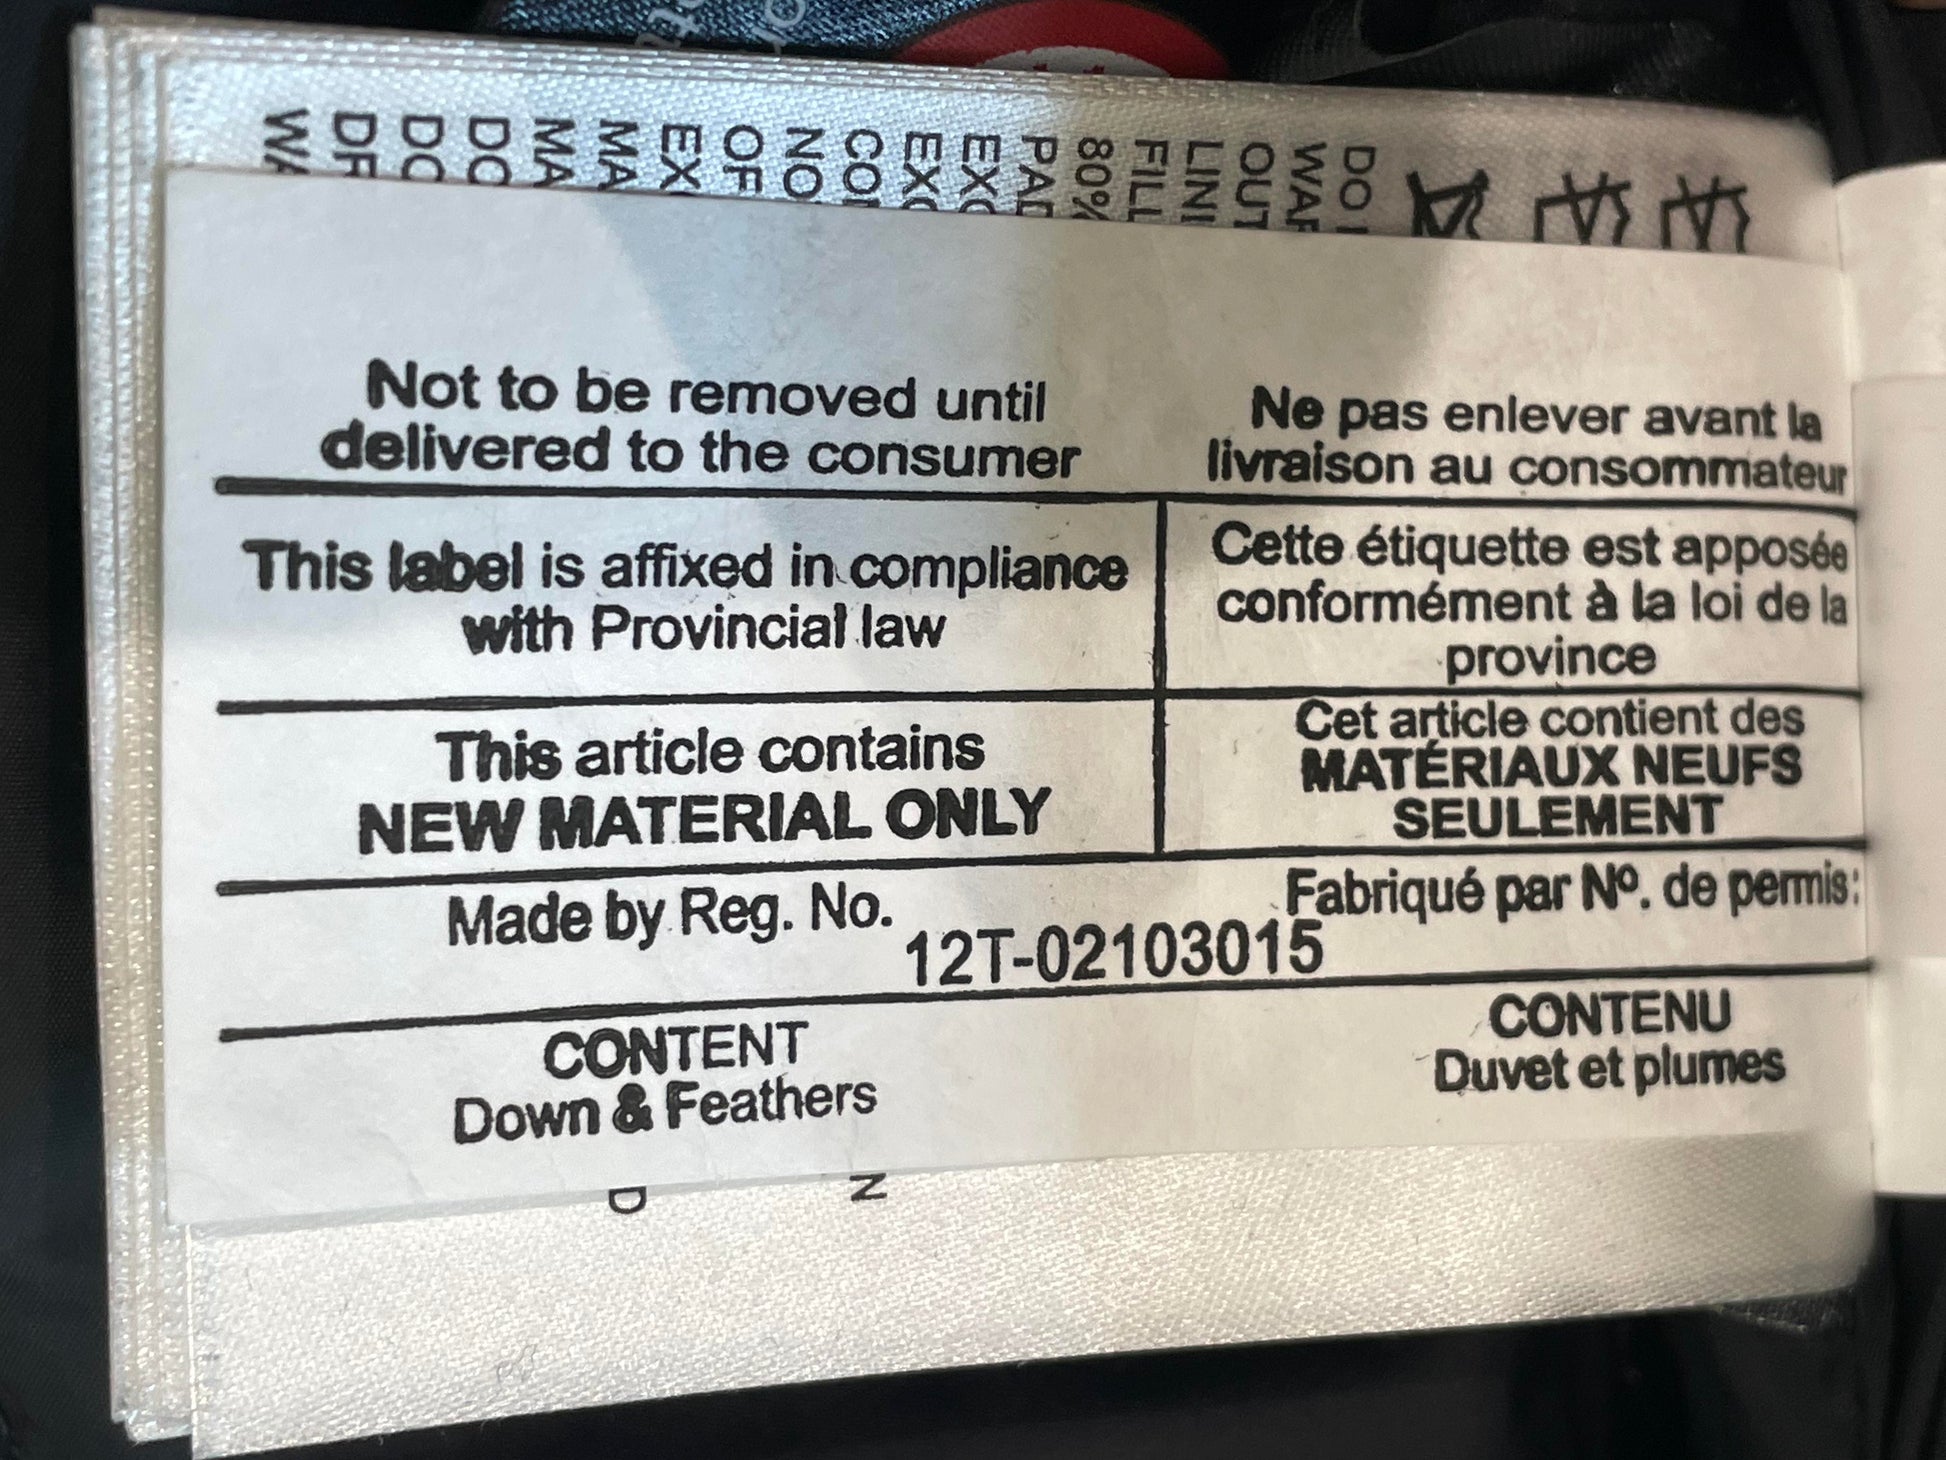 Not to be removed until
delivered to the consumer
Ne pas enlever avant la
livraison au consommateur
This label is affixed in compliance
with Provincial law
Cette étiquette est apposée
conformément à la loi de la
province
This article contains
NEW MATERIAL ONLY
Cet article contient des
MATÉRIAUX NEUFS
SEULEMENT
Made by Reg. No.
Fabriqué par Nº. de permis:
12T-02103015
CONTENT
Down & Feathers
CONTENU
Duvet et plumes
DO
80%
OF
D
N